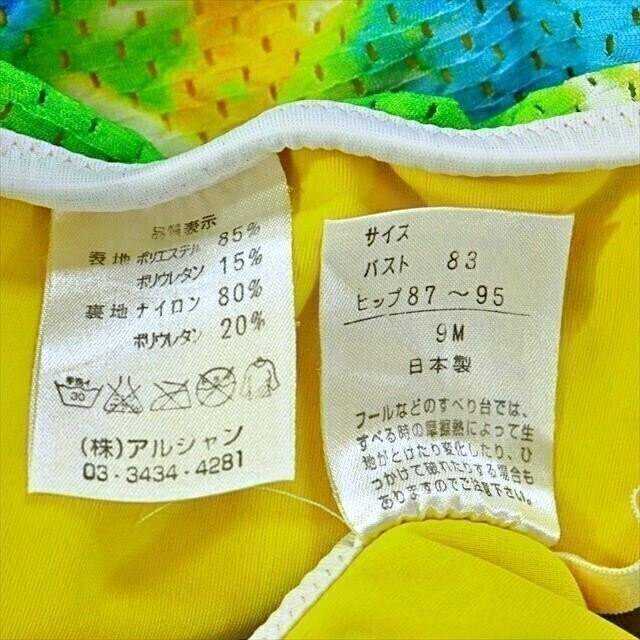 品質表示
表地 ポリエステル 85%
ポリウレタン 15%
裏地 ナイロン 80%
ポリウレタン 20%
手洗イ
30
(株)アルシャン
03-3434-4281
サイズ
バスト 83
ヒップ 87～95
9M
日本製
プールなどのすべり台では、
すべる時の摩擦熱によって生
地がとけたり変化したり、ひ
っかけて破れたりする場合も
ありますのでご注意下さい。